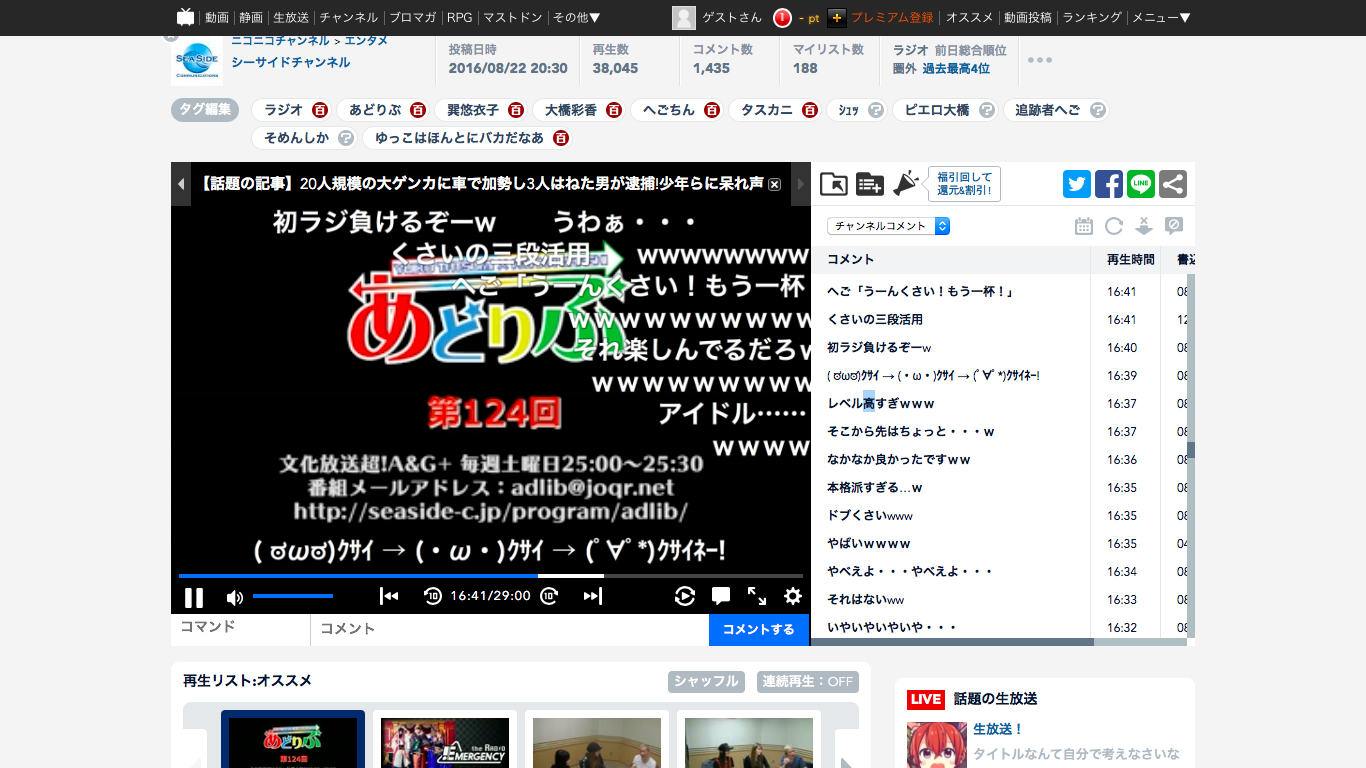 動画 静画 生放送 チャンネル ブロマガ RPG マストドン その他▼ ゲストさん - pt + プレミアム登録 オススメ 動画投稿 ランキング メニュー▼
ニコニコチャンネル > エンタメ
シーサイドチャンネル
SEASIDE
COMMUNICATIONS
投稿日時
2016/08/22 20:30
再生数
38,045
コメント数
1,435
マイリスト数
188
ラジオ 前日総合順位
圏外 過去最高4位
タグ編集 ラジオ 百 あどりぶ 百 巽悠衣子 百 大橋彩香 百 へごちん 百 タスカニ 百 ｼｭｯ ? ピエロ大橋 ? 追跡者へご ?
そめんしか ? ゆっこはほんとにバカだなあ 百
【話題の記事】20人規模の大ゲンカに車で加勢し3人はねた男が逮捕!少年らに呆れ声
初ラジ負けるぞーw うわぁ・・・
くさいの三段活用 wwwwwwwww
へご「うーんくさい！もう一杯
あどりぶ
ｗｗｗｗｗｗｗｗｗｗ
それ楽しんでるだろw
ｗｗｗｗｗｗｗｗｗ
第124回
アイドル……
ｗｗｗｗ
文化放送超!A&G+ 毎週土曜日25:00～25:30
番組メールアドレス：adlib@joqr.net
http://seaside-c.jp/program/adlib/
( ಠωಠ)ｸｻｲ → (・ω・)ｸｻｲ → (ﾟ∀ﾟ*)ｸｻｲﾈｰ!
10 16:41/29:00 10
コマンド コメント コメントする
福引回して
還元&割引!
LINE
チャンネルコメント
コメント 再生時間 書込
へご「うーんくさい！もう一杯！」 16:41 08
くさいの三段活用 16:41 12
初ラジ負けるぞーw 16:40 08
( ಠωಠ)ｸｻｲ → (・ω・)ｸｻｲ → (ﾟ∀ﾟ*)ｸｻｲﾈｰ! 16:39 08
レベル高すぎｗｗｗ 16:37 08
そこから先はちょっと・・・ｗ 16:37 08
なかなか良かったですｗｗ 16:36 08
本格派すぎる…ｗ 16:35 08
ドブくさいwww 16:35 08
やばいｗｗｗｗ 16:35 04
やべえよ・・・やべえよ・・・ 16:34 08
それはないww 16:33 08
いやいやいやいや・・・ 16:32 08
再生リスト:オススメ シャッフル 連続再生：OFF
あどりぶ
第124回
the RADIO
EMERGENCY
LIVE 話題の生放送
生放送！
タイトルなんて自分で考えなさいな